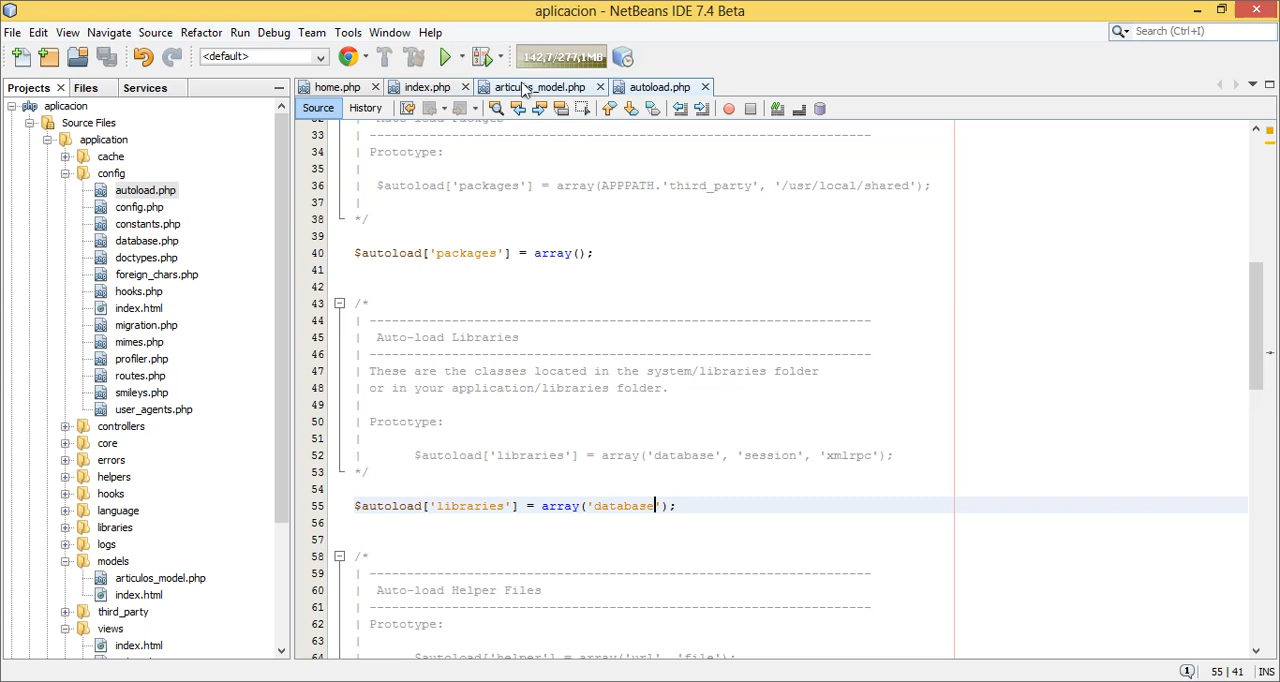 aplicacion - NetBeans IDE 7.4 Beta
File Edit View Navigate Source Refactor Run Debug Team Tools Window Help
Search (Ctrl+I)
<default>
142,7/277,1MB
Projects Files Services
home.php index.php articulos_model.php autoload.php
Source History
aplicacion
Source Files
application
cache
config
autoload.php
config.php
constants.php
database.php
doctypes.php
foreign_chars.php
hooks.php
index.html
migration.php
mimes.php
profiler.php
routes.php
smileys.php
user_agents.php
controllers
core
errors
helpers
hooks
language
libraries
logs
models
articulos_model.php
index.html
third_party
views
index.html
33 | -------------------------------------------------------------------
34 | Prototype:
35 |
36 | $autoload['packages'] = array(APPPATH.'third_party', '/usr/local/shared');
37 |
38 */
39
40 $autoload['packages'] = array();
41
42
43 /*
44 | -------------------------------------------------------------------
45 | Auto-load Libraries
46 | -------------------------------------------------------------------
47 | These are the classes located in the system/libraries folder
48 | or in your application/libraries folder.
49 |
50 | Prototype:
51 |
52 | $autoload['libraries'] = array('database', 'session', 'xmlrpc');
53 */
54
55 $autoload['libraries'] = array('database');
56
57
58 /*
59 | -------------------------------------------------------------------
60 | Auto-load Helper Files
61 | -------------------------------------------------------------------
62 | Prototype:
63 |
64 | $autoload['helper'] = array('url', 'file');
1 55 | 41 INS